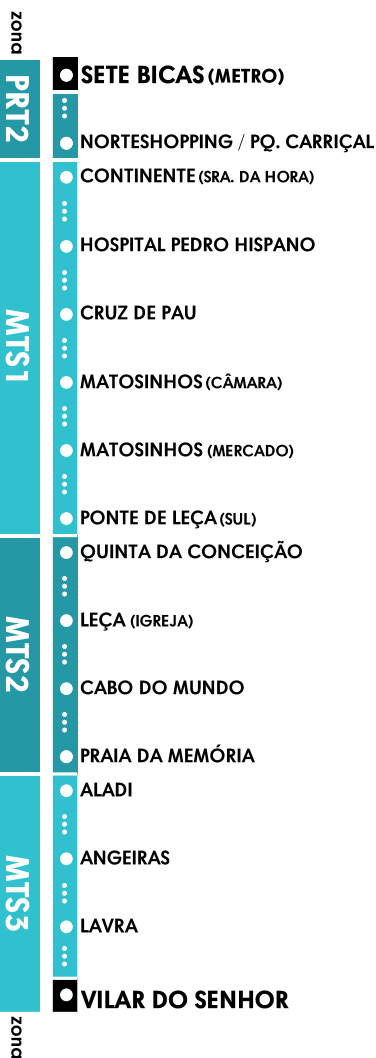 zona
PRT2
SETE BICAS (METRO)
NORTESHOPPING / PQ. CARRIÇAL
MTS1
CONTINENTE (SRA. DA HORA)
HOSPITAL PEDRO HISPANO
CRUZ DE PAU
MATOSINHOS (CÂMARA)
MATOSINHOS (MERCADO)
PONTE DE LEÇA (SUL)
MTS2
QUINTA DA CONCEIÇÃO
LEÇA (IGREJA)
CABO DO MUNDO
PRAIA DA MEMÓRIA
MTS3
ALADI
ANGEIRAS
LAVRA
VILAR DO SENHOR
zona